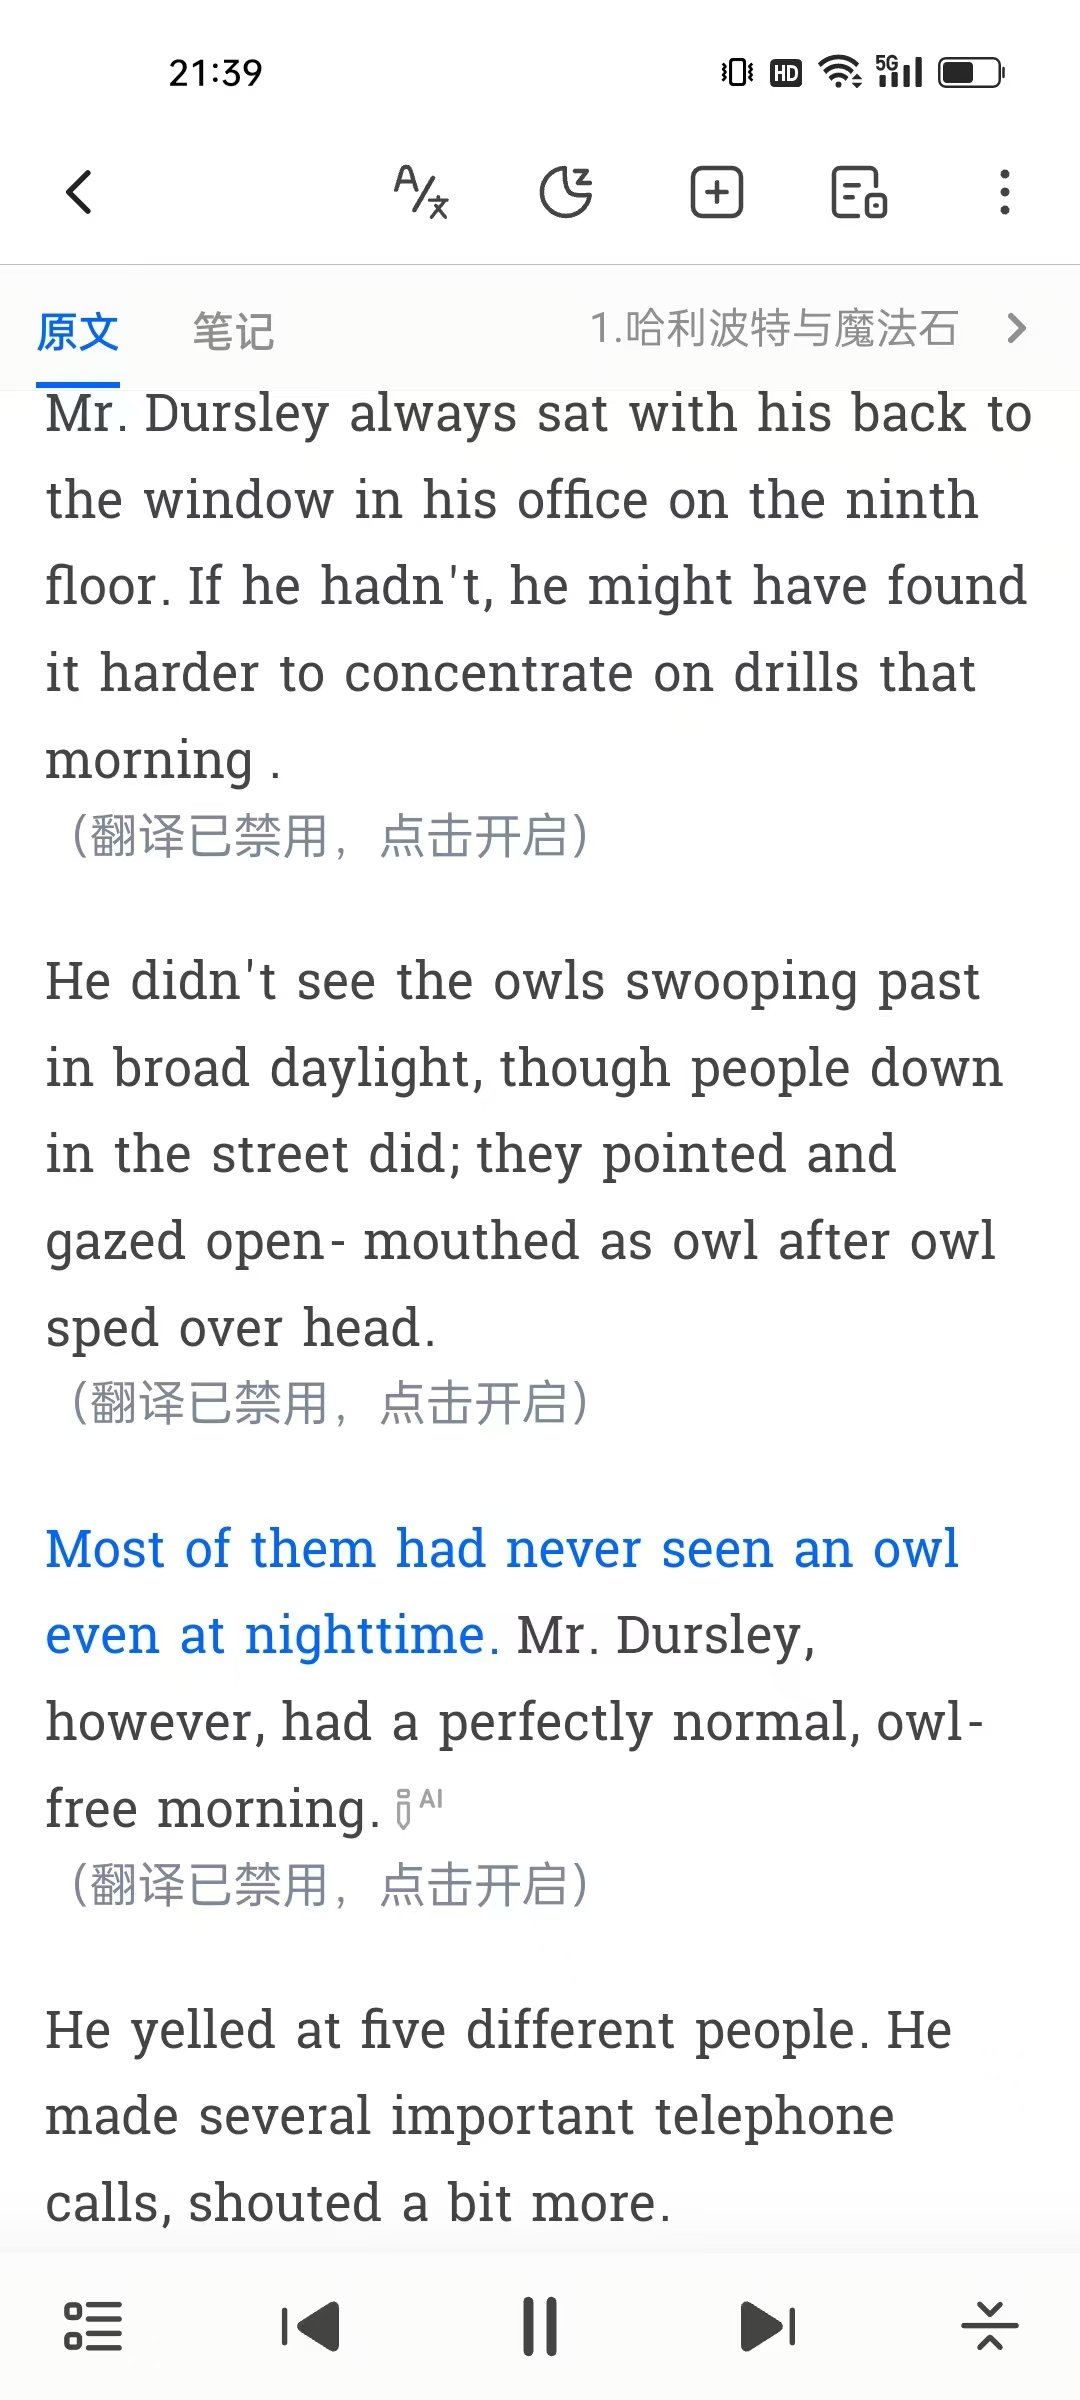 21:39
HD 5G
A/文
原文 笔记 1.哈利波特与魔法石
Mr. Dursley always sat with his back to
the window in his office on the ninth
floor. If he hadn't, he might have found
it harder to concentrate on drills that
morning .
（翻译已禁用，点击开启）
He didn't see the owls swooping past
in broad daylight, though people down
in the street did; they pointed and
gazed open- mouthed as owl after owl
sped over head.
（翻译已禁用，点击开启）
Most of them had never seen an owl
even at nighttime. Mr. Dursley,
however, had a perfectly normal, owl-
free morning. AI
（翻译已禁用，点击开启）
He yelled at five different people. He
made several important telephone
calls, shouted a bit more.